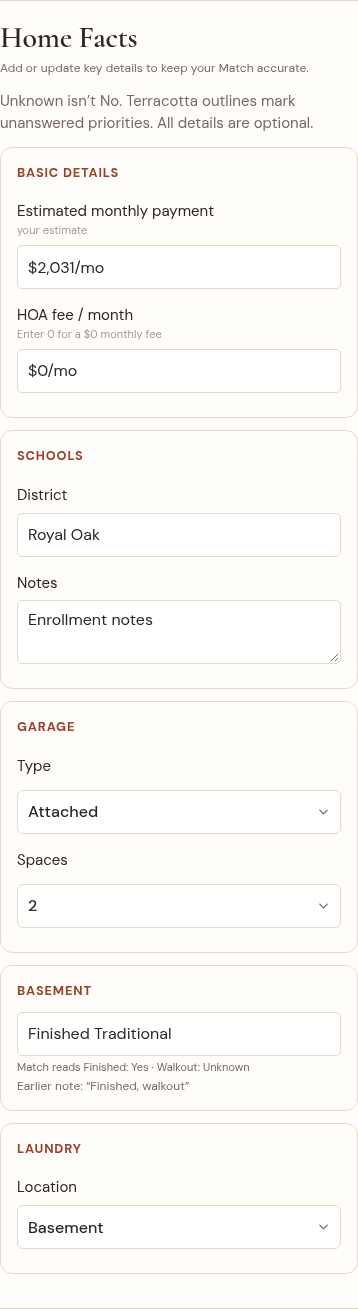 Home Facts
Add or update key details to keep your Match accurate.
Unknown isn’t No. Terracotta outlines mark
unanswered priorities. All details are optional.
BASIC DETAILS
Estimated monthly payment
your estimate
$2,031/mo
HOA fee / month
Enter 0 for a $0 monthly fee
$0/mo
SCHOOLS
District
Royal Oak
Notes
Enrollment notes
GARAGE
Type
Attached
Spaces
2
BASEMENT
Finished Traditional
Match reads Finished: Yes · Walkout: Unknown
Earlier note: “Finished, walkout”
LAUNDRY
Location
Basement